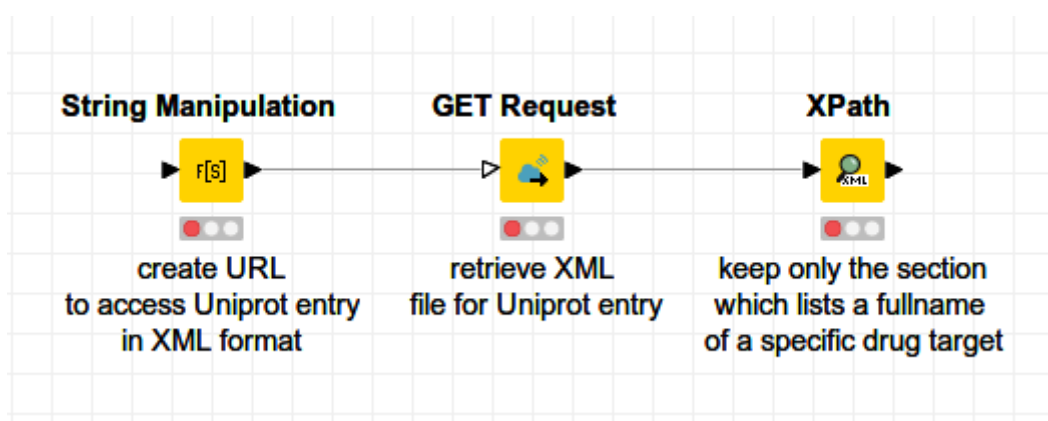 String Manipulation
GET Request
XPath
F[S]
XML
create URL
to access Uniprot entry
in XML format
retrieve XML
file for Uniprot entry
keep only the section
which lists a fullname
of a specific drug target